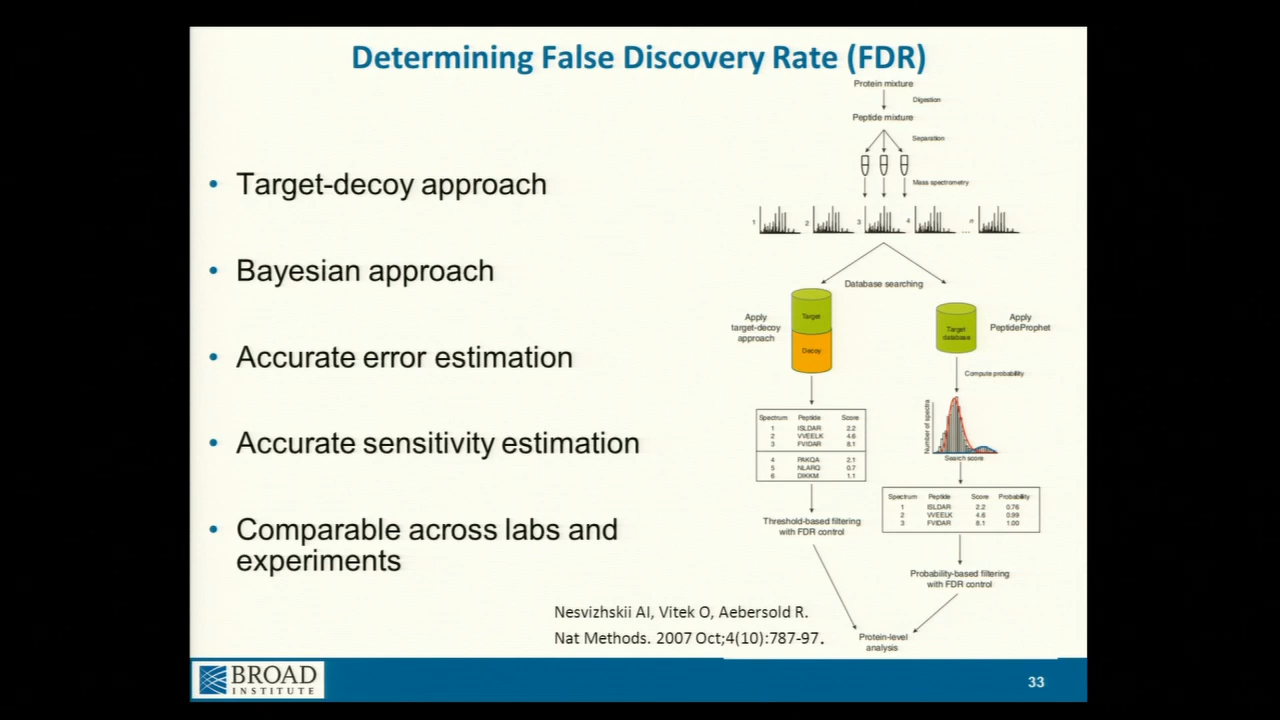 Determining False Discovery Rate (FDR)
• Target-decoy approach
• Bayesian approach
• Accurate error estimation
• Accurate sensitivity estimation
• Comparable across labs and
experiments
Protein mixture
Digestion
Peptide mixture
Separation
Mass spectrometry
1 2 3 4 ... n
Database searching
Apply
target-decoy
approach
Target
Decoy
Target
database
Apply
PeptideProphet
Compute probability
Number of spectra
Search score
Spectrum Peptide Score
1 ISLDAR 2.2
2 VVEELK 4.6
3 FVIDAR 8.1
4 PAKQA 2.1
5 NLARQ 0.7
6 DIKKM 1.1
Spectrum Peptide Score Probability
1 ISLDAR 2.2 0.76
2 VVEELK 4.6 0.99
3 FVIDAR 8.1 1.00
Threshold-based filtering
with FDR control
Probability-based filtering
with FDR control
Protein-level
analysis
Nesvizhskii AI, Vitek O, Aebersold R.
Nat Methods. 2007 Oct;4(10):787-97.
BROAD
INSTITUTE
33